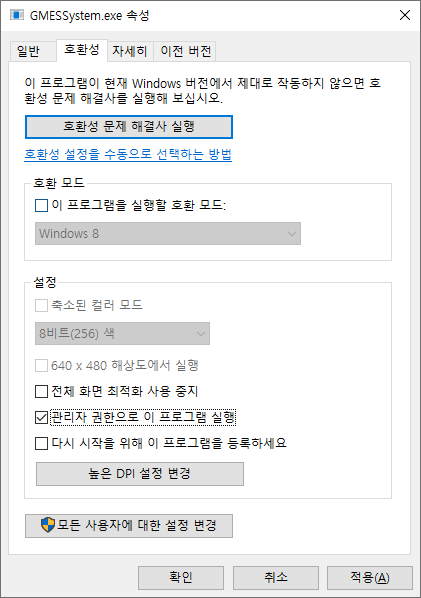 GMESSystem.exe 속성
일반
호환성
자세히
이전 버전
이 프로그램이 현재 Windows 버전에서 제대로 작동하지 않으면 호
환성 문제 해결사를 실행해 보십시오.
호환성 문제 해결사 실행
호환성 설정을 수동으로 선택하는 방법
호환 모드
이 프로그램을 실행할 호환 모드:
Windows 8
설정
축소된 컬러 모드
8비트(256) 색
640 x 480 해상도에서 실행
전체 화면 최적화 사용 중지
관리자 권한으로 이 프로그램 실행
다시 시작을 위해 이 프로그램을 등록하세요
높은 DPI 설정 변경
모든 사용자에 대한 설정 변경
확인
취소
적용(A)